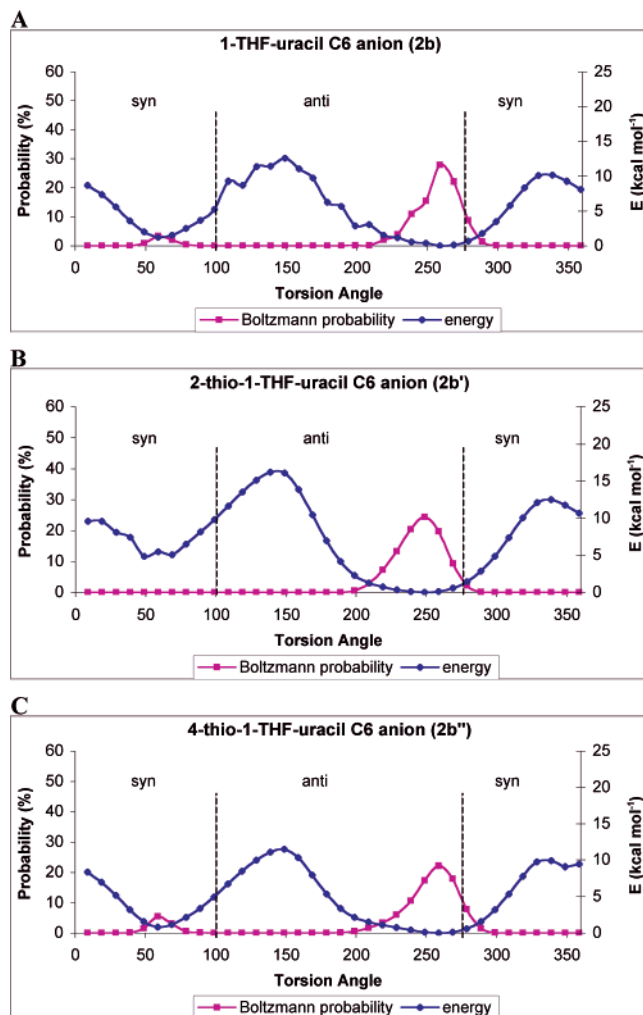 A
1-THF-uracil C6 anion (2b)
60
50
40
30
20
10
0
25
20
15
10
5
0
syn
anti
syn
Probability (%)
E (kcal mol⁻¹)
0 50 100 150 200 250 300 350
Torsion Angle
Boltzmann probability energy
B
2-thio-1-THF-uracil C6 anion (2b')
60
50
40
30
20
10
0
25
20
15
10
5
0
syn
anti
syn
Probability (%)
E (kcal mol⁻¹)
0 50 100 150 200 250 300 350
Torsion Angle
Boltzmann probability energy
C
4-thio-1-THF-uracil C6 anion (2b")
60
50
40
30
20
10
0
25
20
15
10
5
0
syn
anti
syn
Probability (%)
E (kcal mol⁻¹)
0 50 100 150 200 250 300 350
Torsion Angle
Boltzmann probability energy